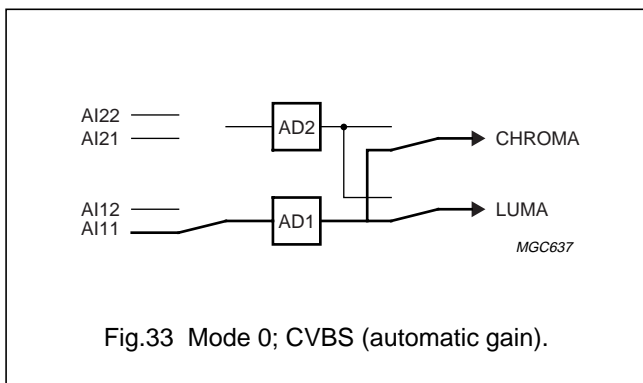 AI22
AI21
AD2
CHROMA
AI12
AI11
AD1
LUMA
MGC637
Fig.33 Mode 0; CVBS (automatic gain).